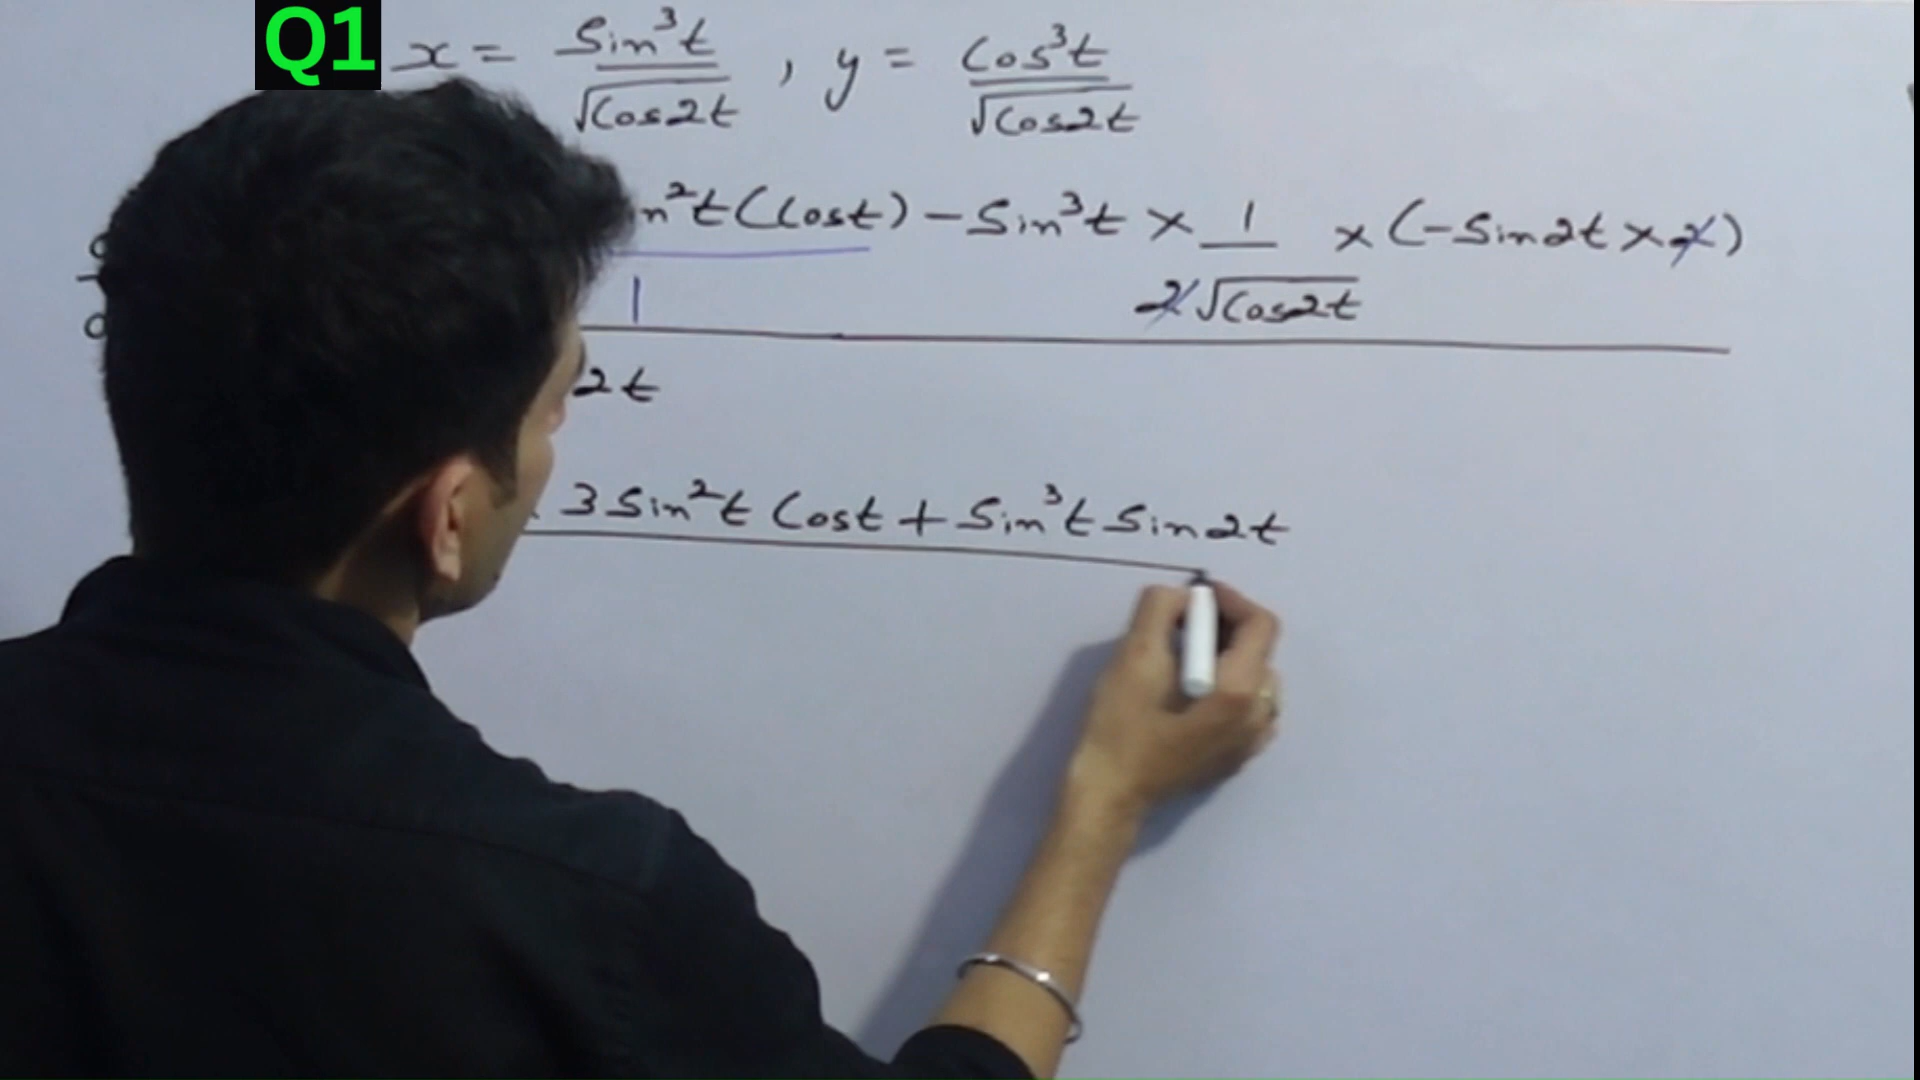 Q1 x = Sin³t / √Cos2t , y = Cos³t / √Cos2t
n²t (Cost) - Sin³t × 1 / 2√Cos2t × (-Sin2t × 2)
1
2t
3Sin²t Cost + Sin³t Sin2t